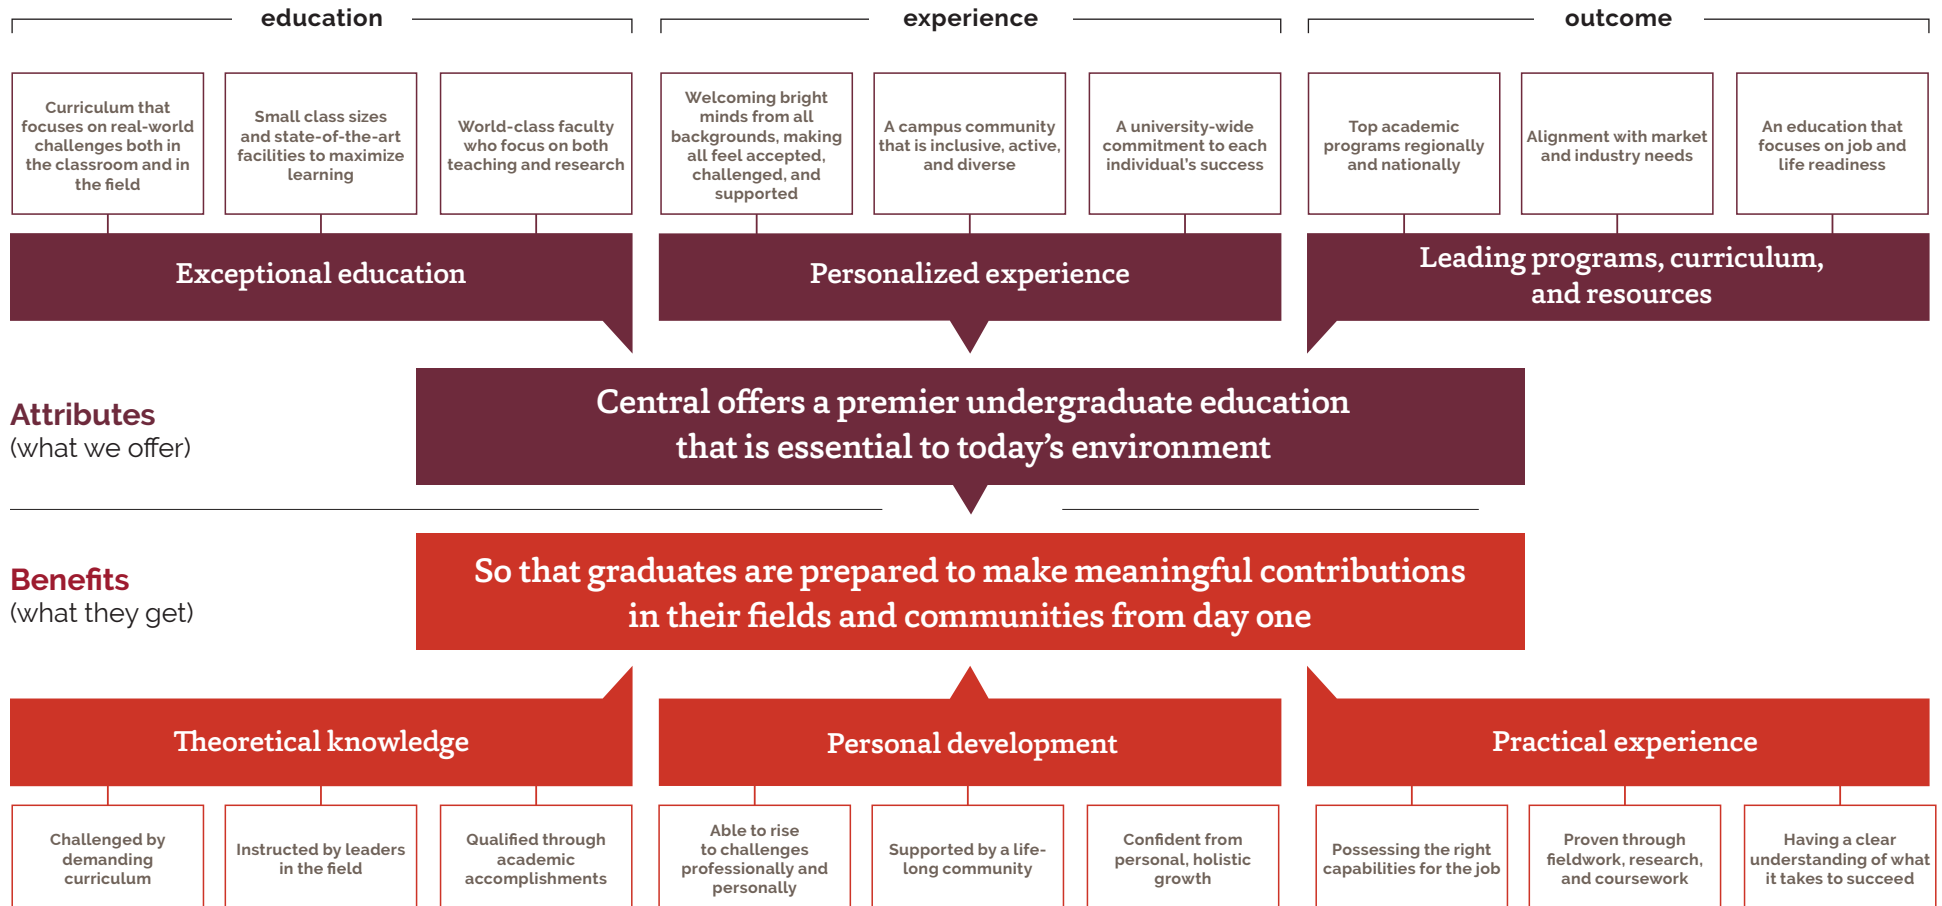 education
experience
outcome
Curriculum that
focuses on real-world
challenges both in
the classroom and in
the field
Small class sizes
and state-of-the-art
facilities to maximize
learning
World-class faculty
who focus on both
teaching and research
Welcoming bright
minds from all
backgrounds, making
all feel accepted,
challenged, and
supported
A campus community
that is inclusive, active,
and diverse
A university-wide
commitment to each
individual’s success
Top academic
programs regionally
and nationally
Alignment with market
and industry needs
An education that
focuses on job and
life readiness
Exceptional education
Personalized experience
Leading programs, curriculum,
and resources
Attributes
(what we offer)
Central offers a premier undergraduate education
that is essential to today’s environment
Benefits
(what they get)
So that graduates are prepared to make meaningful contributions
in their fields and communities from day one
Theoretical knowledge
Personal development
Practical experience
Challenged by
demanding
curriculum
Instructed by leaders
in the field
Qualified through
academic
accomplishments
Able to rise
to challenges
professionally and
personally
Supported by a life-
long community
Confident from
personal, holistic
growth
Possessing the right
capabilities for the job
Proven through
fieldwork, research,
and coursework
Having a clear
understanding of what
it takes to succeed